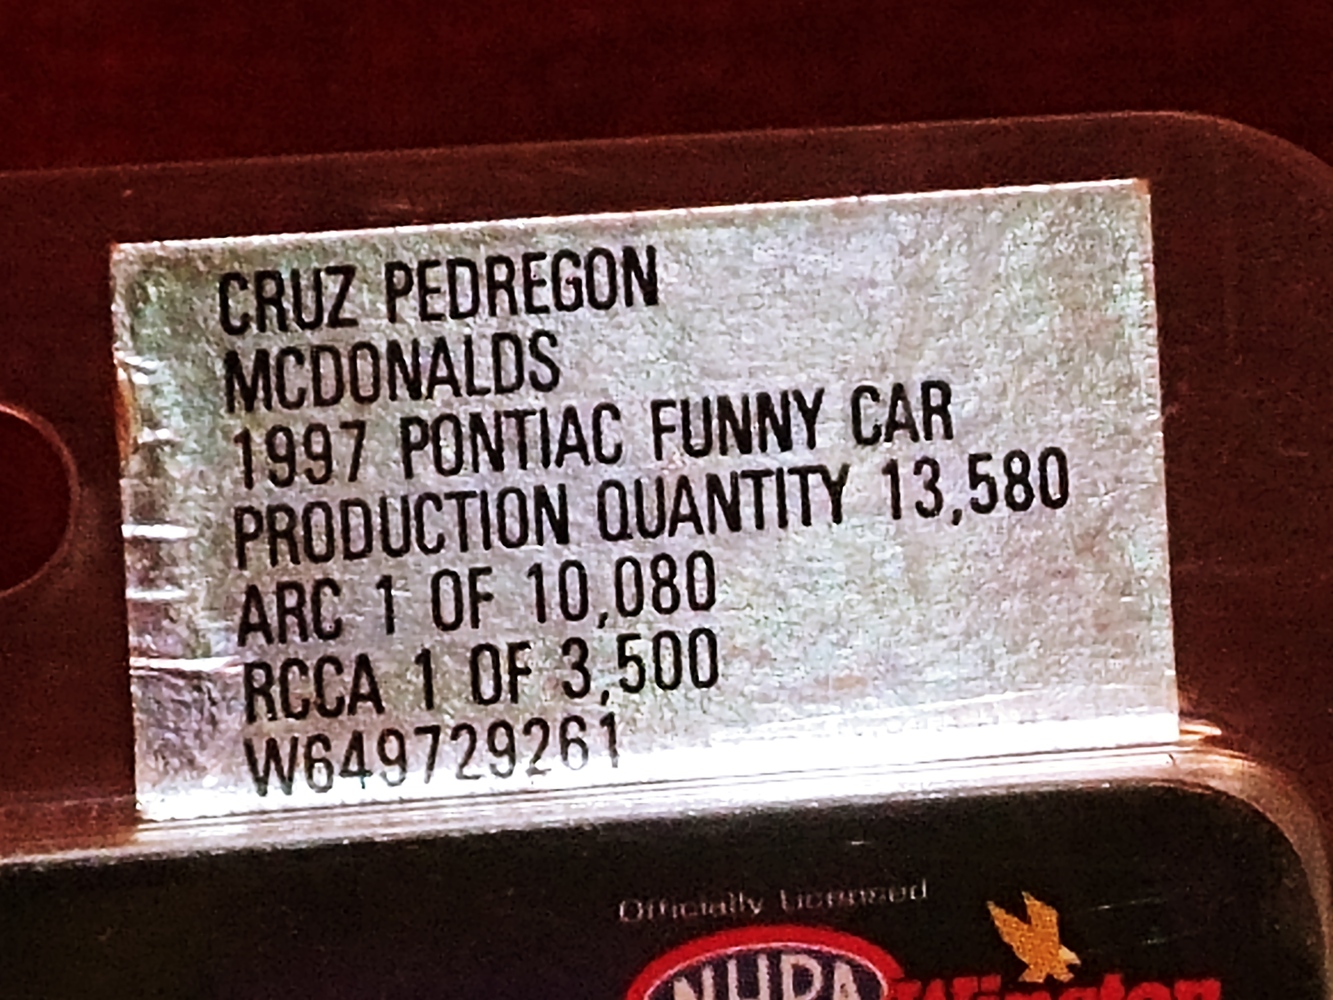 CRUZ PEDREGON
MCDONALDS
1997 PONTIAC FUNNY CAR
PRODUCTION QUANTITY 13,580
ARC 1 OF 10,080
RCCA 1 OF 3,500
W649729261
Officially Licensed
NHRA Winston